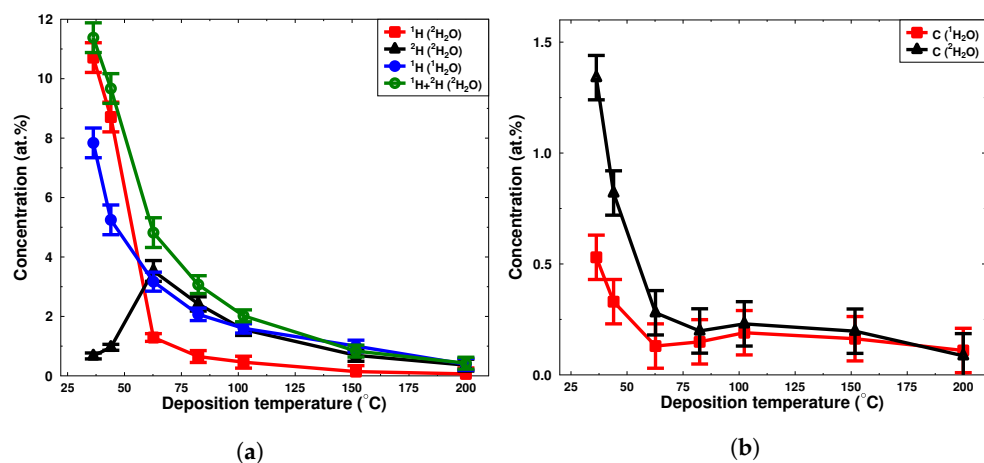 12
10
8
6
4
2
0
Concentration (at.%)
¹H (²H₂O)
²H (²H₂O)
¹H (¹H₂O)
¹H+²H (²H₂O)
25 50 75 100 125 150 175 200
Deposition temperature (°C)
(a)
1.5
1.0
0.5
0.0
Concentration (at.%)
C (¹H₂O)
C (²H₂O)
25 50 75 100 125 150 175 200
Deposition temperature (°C)
(b)